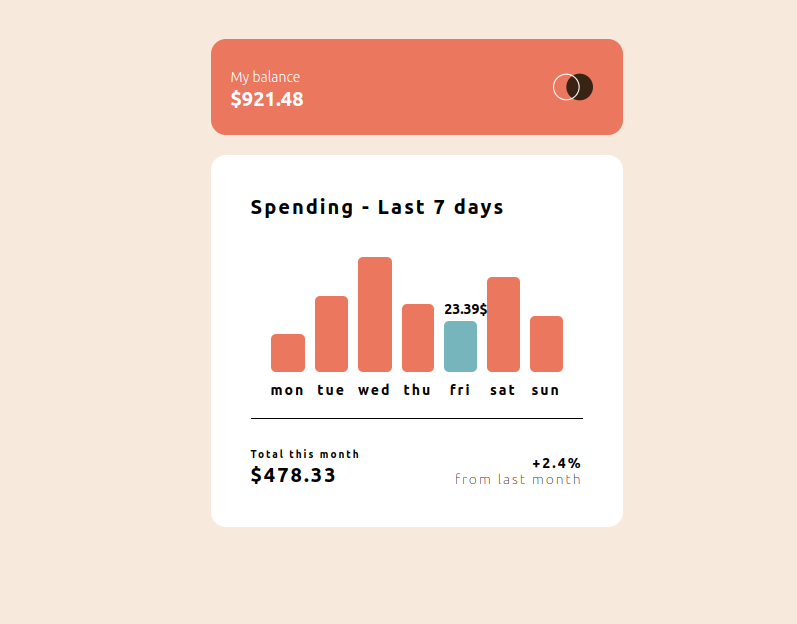 My balance
$921.48
Spending - Last 7 days
23.39$
mon tue wed thu fri sat sun
Total this month
$478.33
+2.4%
from last month